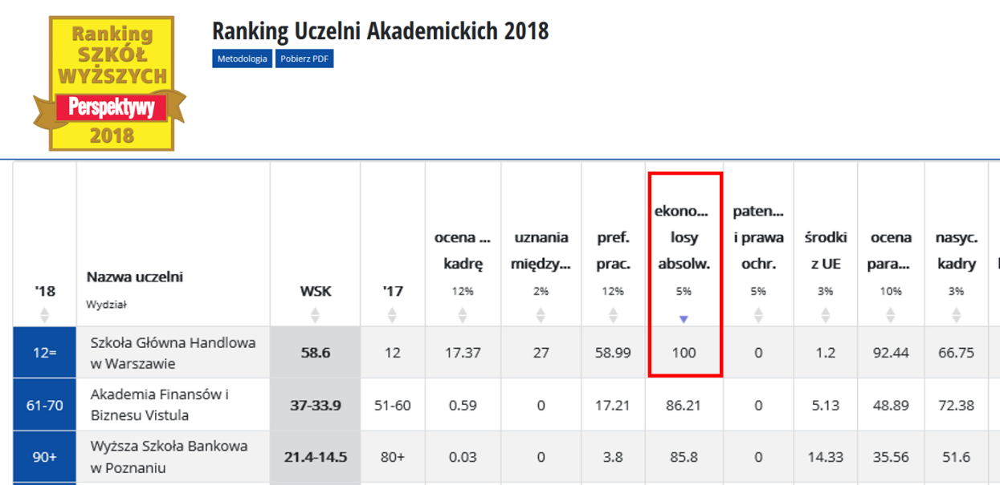 Ranking
SZKÓŁ
WYŻSZYCH
Perspektywy
2018
Ranking Uczelni Akademickich 2018
Metodologia Pobierz PDF
'18
Nazwa uczelni
Wydział
WSK
'17
ocena ...
kadrę
12%
uznania
między...
2%
pref.
prac.
12%
ekono...
losy
absolw.
5%
paten...
i prawa
ochr.
5%
środki
z UE
3%
ocena
para...
10%
nasyc.
kadry
3%
12= Szkoła Główna Handlowa
w Warszawie
58.6 12 17.37 27 58.99 100 0 1.2 92.44 66.75
61-70 Akademia Finansów i
Biznesu Vistula
37-33.9 51-60 0.59 0 17.21 86.21 0 5.13 48.89 72.38
90+ Wyższa Szkoła Bankowa
w Poznaniu
21.4-14.5 80+ 0.03 0 3.8 85.8 0 14.33 35.56 51.6